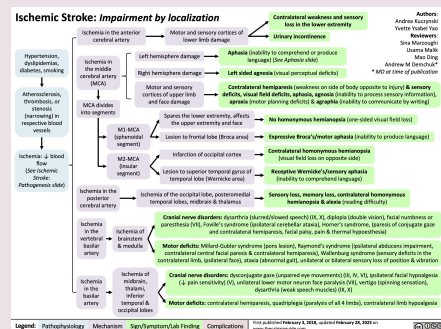 Ischemic Stroke: Impairment by localization
Authors:
Andrea Kuczynski
Yvette Ysabel Yao
Reviewers:
Sina Marzoughi
Usama Malik
Mao Ding
Andrew M Demchuk*
* MD at time of publication
Hypertension,
dyslipidemias,
diabetes, smoking
Atherosclerosis,
thrombosis, or
stenosis
(narrowing) in
respective blood
vessels
Ischemia: ↓ blood
flow
(See Ischemic
Stroke:
Pathogenesis slide)
Ischemia in the anterior
cerebral artery
Motor and sensory cortices of
lower limb damage
Contralateral weakness and sensory
loss in the lower extremity
Urinary incontinence
Ischemia in
the middle
cerebral artery
(MCA)
Left hemisphere damage
Aphasia (inability to comprehend or produce
language) (See Aphasia Slide)
Right hemisphere damage
Left sided agnosia (visual perceptual deficits)
Motor and sensory
cortices of upper limb
and face damage
Contralateral hemiparesis (weakness on side of body opposite to injury) & sensory
deficits, visual field deficits, aphasia, agnosia (inability to process sensory information),
apraxia (motor planning deficits) & agraphia (inability to communicate by writing)
MCA divides
into segments
M1-MCA
(sphenoidal
segment)
Spares the lower extremity, affects
the upper extremity and face
No homonymous hemianopia (one-sided visual field loss)
Lesion to frontal lobe (Broca area)
Expressive Broca's/motor aphasia (inability to produce language)
M2-MCA
(insular
segment)
Infarction of occipital cortex
Contralateral homonymous hemianopsia
(visual field loss on opposite side)
Lesion to superior temporal gyrus of
temporal lobe (Wernicke area)
Receptive Wernicke's/sensory aphasia
(inability to comprehend language)
Ischemia in the posterior
cerebral artery
Ischemia of the occipital lobe, posteromedial
temporal lobes, midbrain & thalamus
Sensory loss, memory loss, contralateral homonymous
hemianopsia & alexia (reading difficulty)
Ischemia
in the
vertebral
basilar
artery
Ischemia of
brainstem
& medulla
Cranial nerve disorders: dysarthria (slurred/slowed speech) (IX, X), diplopia (double vision), facial numbness or
paresthesia (VII), Foville's syndrome (ipsilateral cerebellar ataxia), Horner's syndrome, iparesis of conjugate gaze
and contralateral hemiparesis, facial palsy, pain & thermal hypoesthesia)
Motor deficits: Millard-Gubler syndrome (pons lesion), Raymond's syndrome (ipsilateral abducens impairment,
contralateral central facial paresis & contralateral hemiparesis), Wallenburg syndrome (sensory deficits in the
contralateral limb, ipsilateral face), ataxia (abnormal gait), unilateral or bilateral sensory loss of position & vibration
Ischemia
in the
basilar
artery
Ischemia of
midbrain,
thalami,
inferior
temporal &
occipital lobes
Cranial nerve disorders: dysconjugate gaze (unpaired eye movements) (III, IV, VI), ipsilateral facial hypoalgesia
(↓ pain sensitivity) (V), unilateral lower motor neuron face paralysis (VII), vertigo (spinning sensation),
dysarthria (weak speech muscles) (IX, X)
Motor deficits: contralateral hemiparesis, quadriplegia (paralysis of all 4 limbs), contralateral limb hypoalgesia
Legend: Pathophysiology Mechanism Sign/Symptom/Lab Finding Complications
First published February 3, 2018, updated February 28, 2023 on